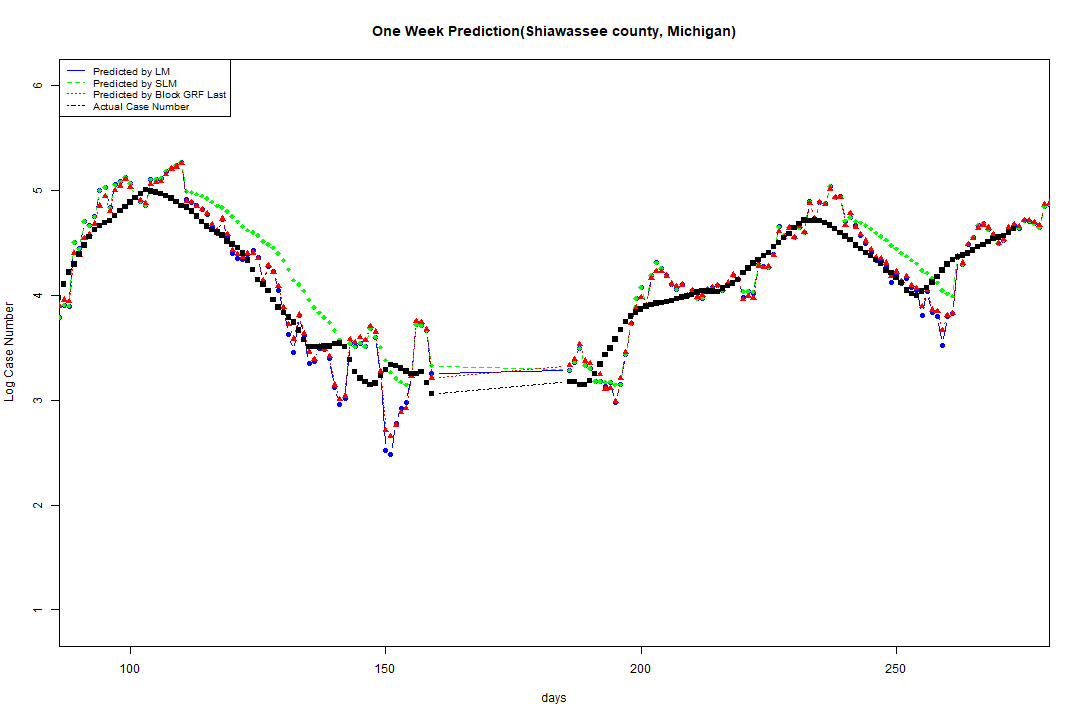 One Week Prediction(Shiawassee county, Michigan)
Predicted by LM
Predicted by SLM
Predicted by Block GRF Last
Actual Case Number
6
5
4
3
2
1
Log Case Number
100
150
200
250
days